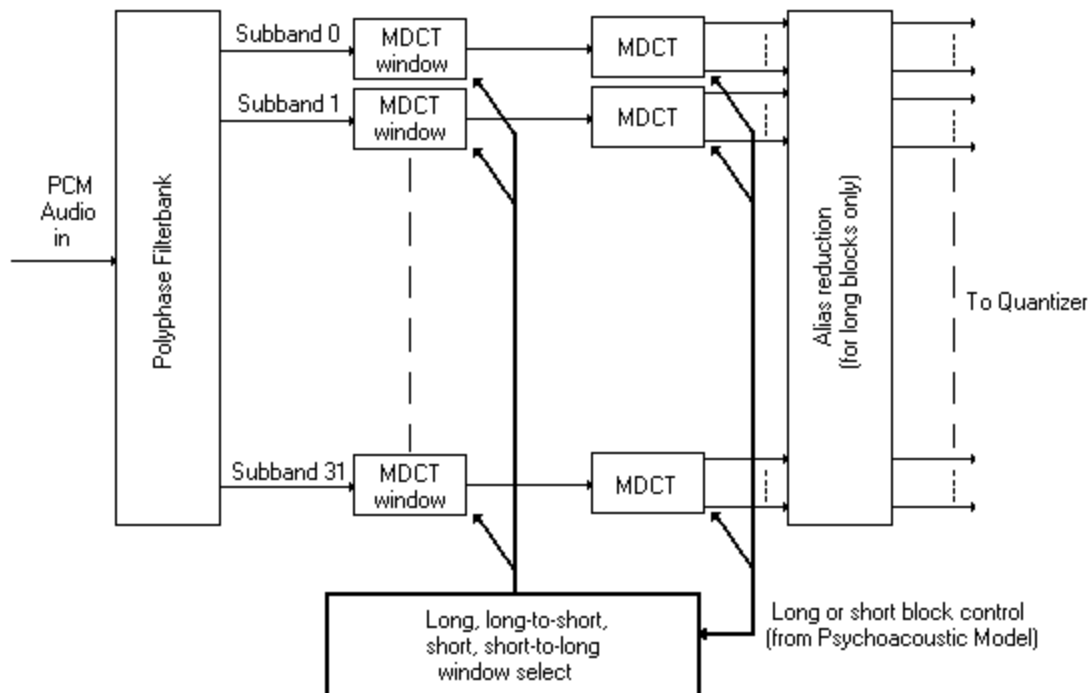 Subband 0
MDCT
window
MDCT
Subband 1
MDCT
window
MDCT
PCM
Audio
in
Polyphase Filterbank
Alias reduction
(for long blocks only)
To Quantizer
Subband 31
MDCT
window
MDCT
Long, long-to-short,
short, short-to-long
window select
Long or short block control
(from Psychoacoustic Model)